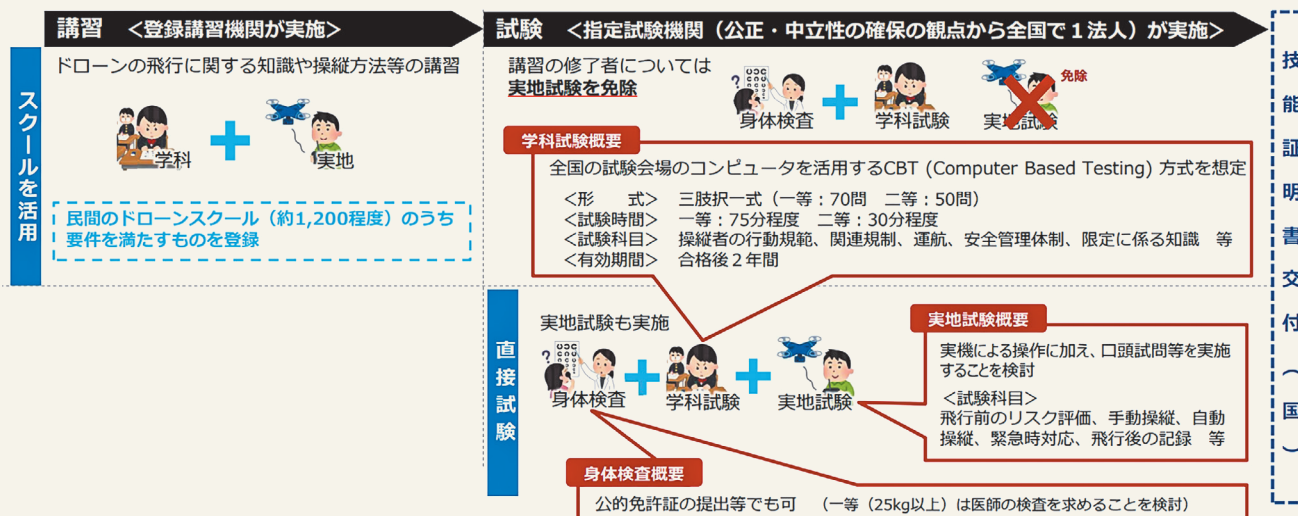 講習 <登録講習機関が実施>
試験 <指定試験機関(公正・中立性の確保の観点から全国で1法人)が実施>
スクールを活用
ドローンの飛行に関する知識や操縦方法等の講習
学科
実地
民間のドローンスクール(約1,200程度)のうち
要件を満たすものを登録
講習の修了者については
実地試験を免除
?
身体検査
学科試験
実地試験
免除
学科試験概要
全国の試験会場のコンピュータを活用するCBT (Computer Based Testing) 方式を想定
<形 式> 三肢択一式(一等:70問 二等:50問)
<試験時間> 一等:75分程度 二等:30分程度
<試験科目> 操縦者の行動規範、関連規制、運航、安全管理体制、限定に係る知識 等
<有効期間> 合格後2年間
直接試験
実地試験も実施
?
身体検査
学科試験
実地試験
実地試験概要
実機による操作に加え、口頭試問等を実施
することを検討
<試験科目>
飛行前のリスク評価、手動操縦、自動
操縦、緊急時対応、飛行後の記録 等
身体検査概要
公的免許証の提出等でも可 (一等(25kg以上)は医師の検査を求めることを検討)
技能証明書交付(国)